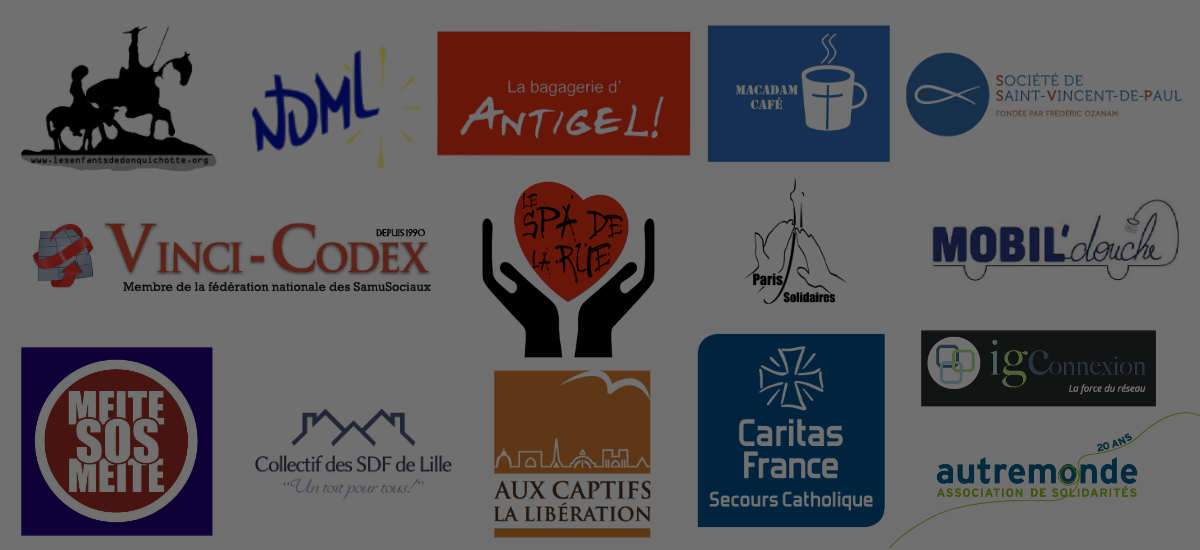 www.lesenfantsdedonquichotte.org
NDML
La bagagerie d'
ANTIGEL!
MACADAM
CAFÉ
SOCIÉTÉ DE
SAINT-VINCENT-DE-PAUL
FONDÉE PAR FRÉDÉRIC OZANAM
DEPUIS 1990
VINCI-CODEX
Membre de la fédération nationale des SamuSociaux
LE
SPA DE
LA RUE
Paris
Solidaires
MOBIL'douche
MEITE
SOS
MEITE
Collectif des SDF de Lille
"Un toit pour tous!"
AUX CAPTIFS
LA LIBÉRATION
Caritas
France
Secours Catholique
igConnexion
La force du réseau
20 ANS
autremonde
ASSOCIATION DE SOLIDARITÉS